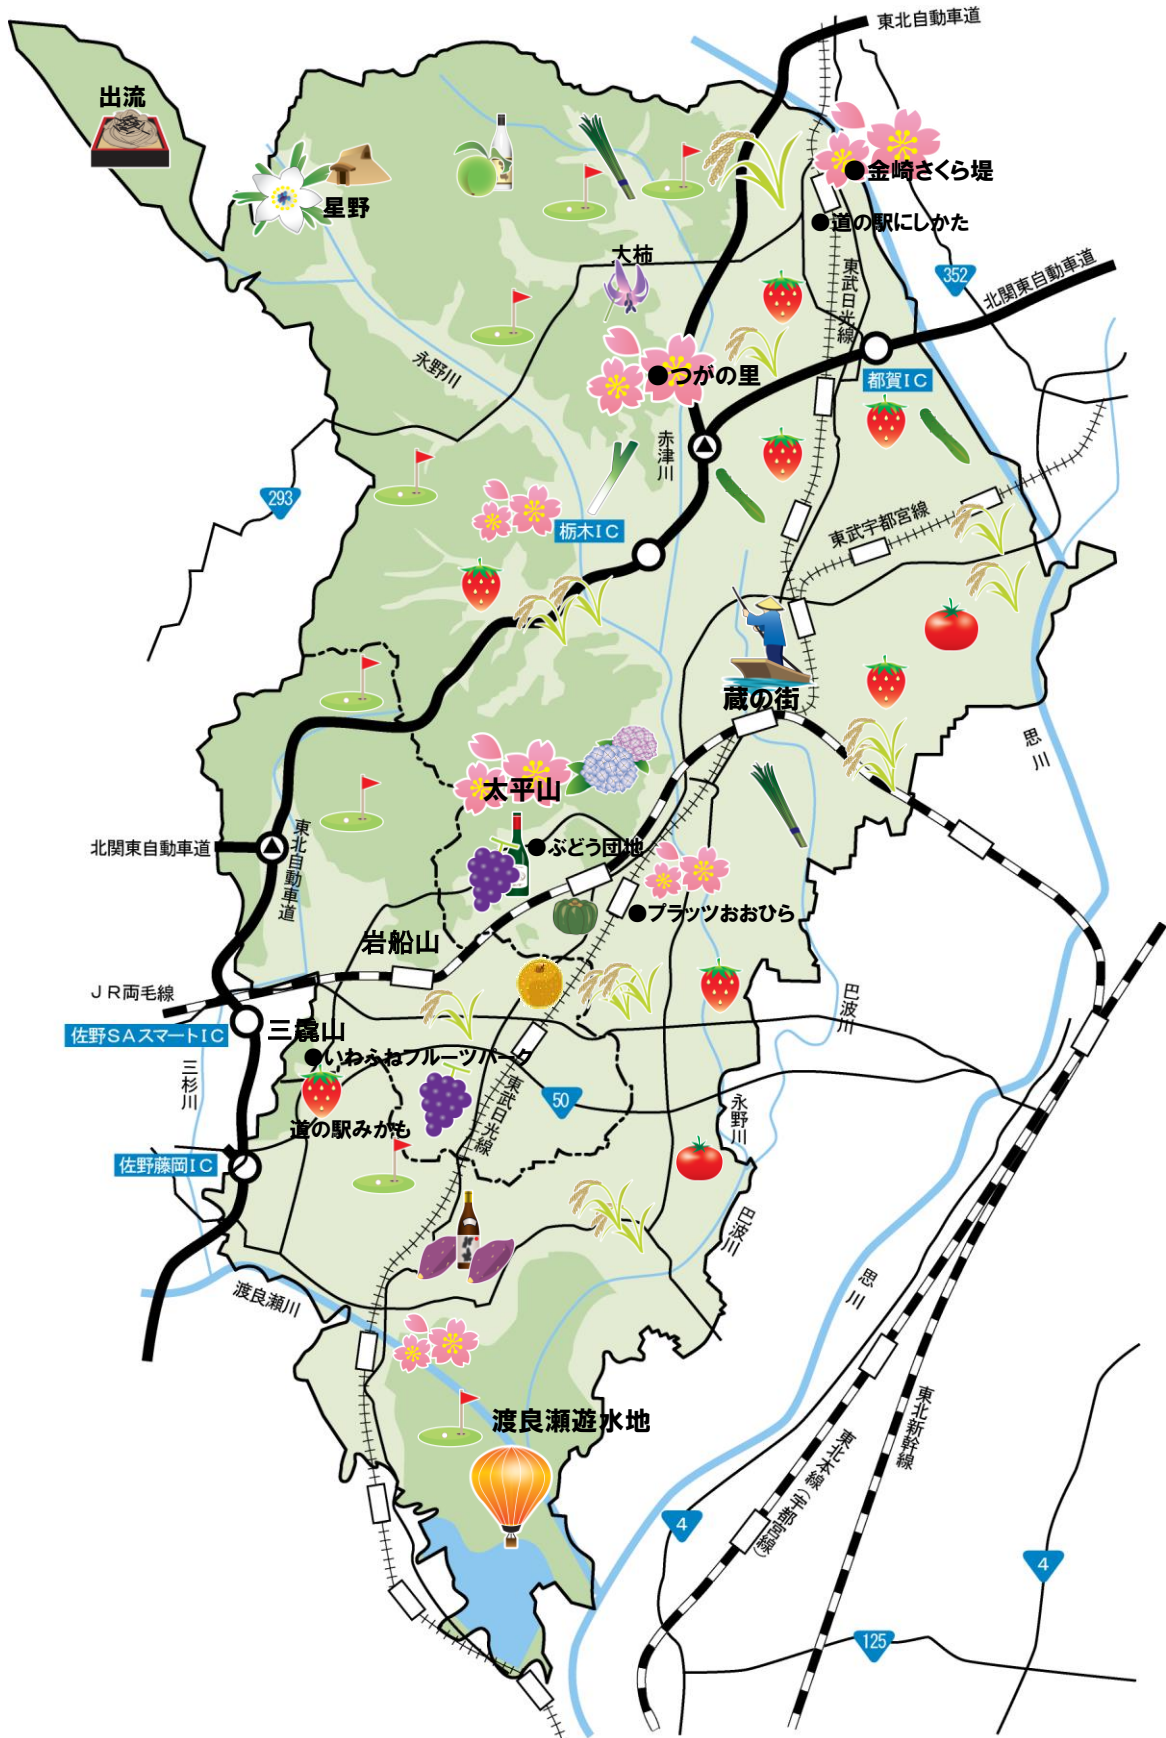 東北自動車道
出流
金崎さくら堤
星野
道の駅にしかた
大柿
東武日光線
352
北関東自動車道
永野川
つがの里
都賀IC
赤津川
293
栃木IC
東武宇都宮線
蔵の街
思川
太平山
北関東自動車道
東北自動車道
ぶどう団地
プラッツおおひら
岩船山
JR両毛線
巴波川
佐野SAスマートIC
三毳山
いわふねフルーツパーク
三杉川
東武日光線
50
永野川
道の駅みかも
佐野藤岡IC
巴波川
渡良瀬川
思川
渡良瀬遊水地
東北新幹線
東北本線(宇都宮線)
4
4
125